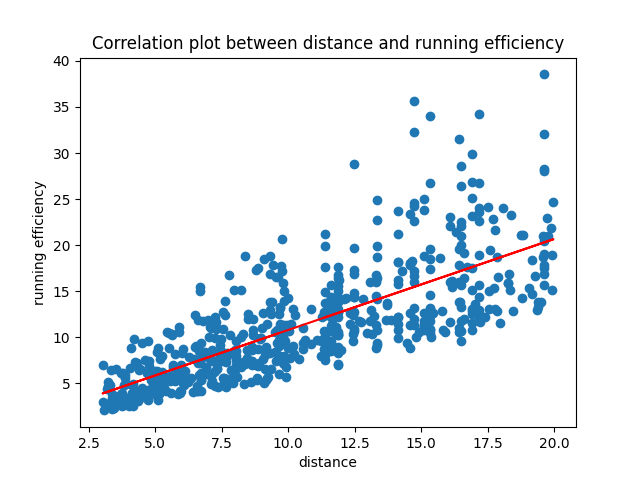 Correlation plot between distance and running efficiency
40
35
30
25
20
15
10
5
running efficiency
2.5 5.0 7.5 10.0 12.5 15.0 17.5 20.0
distance